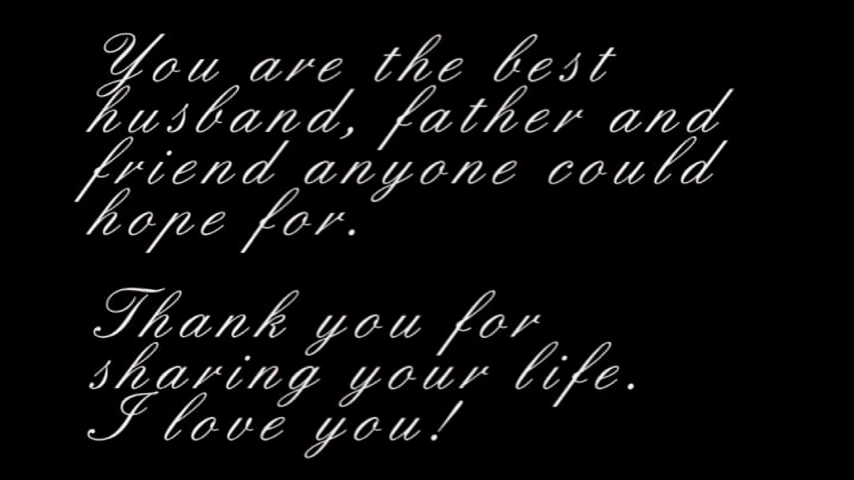 You are the best
husband, father and
friend anyone could
hope for.
Thank you for
sharing your life.
I love you!